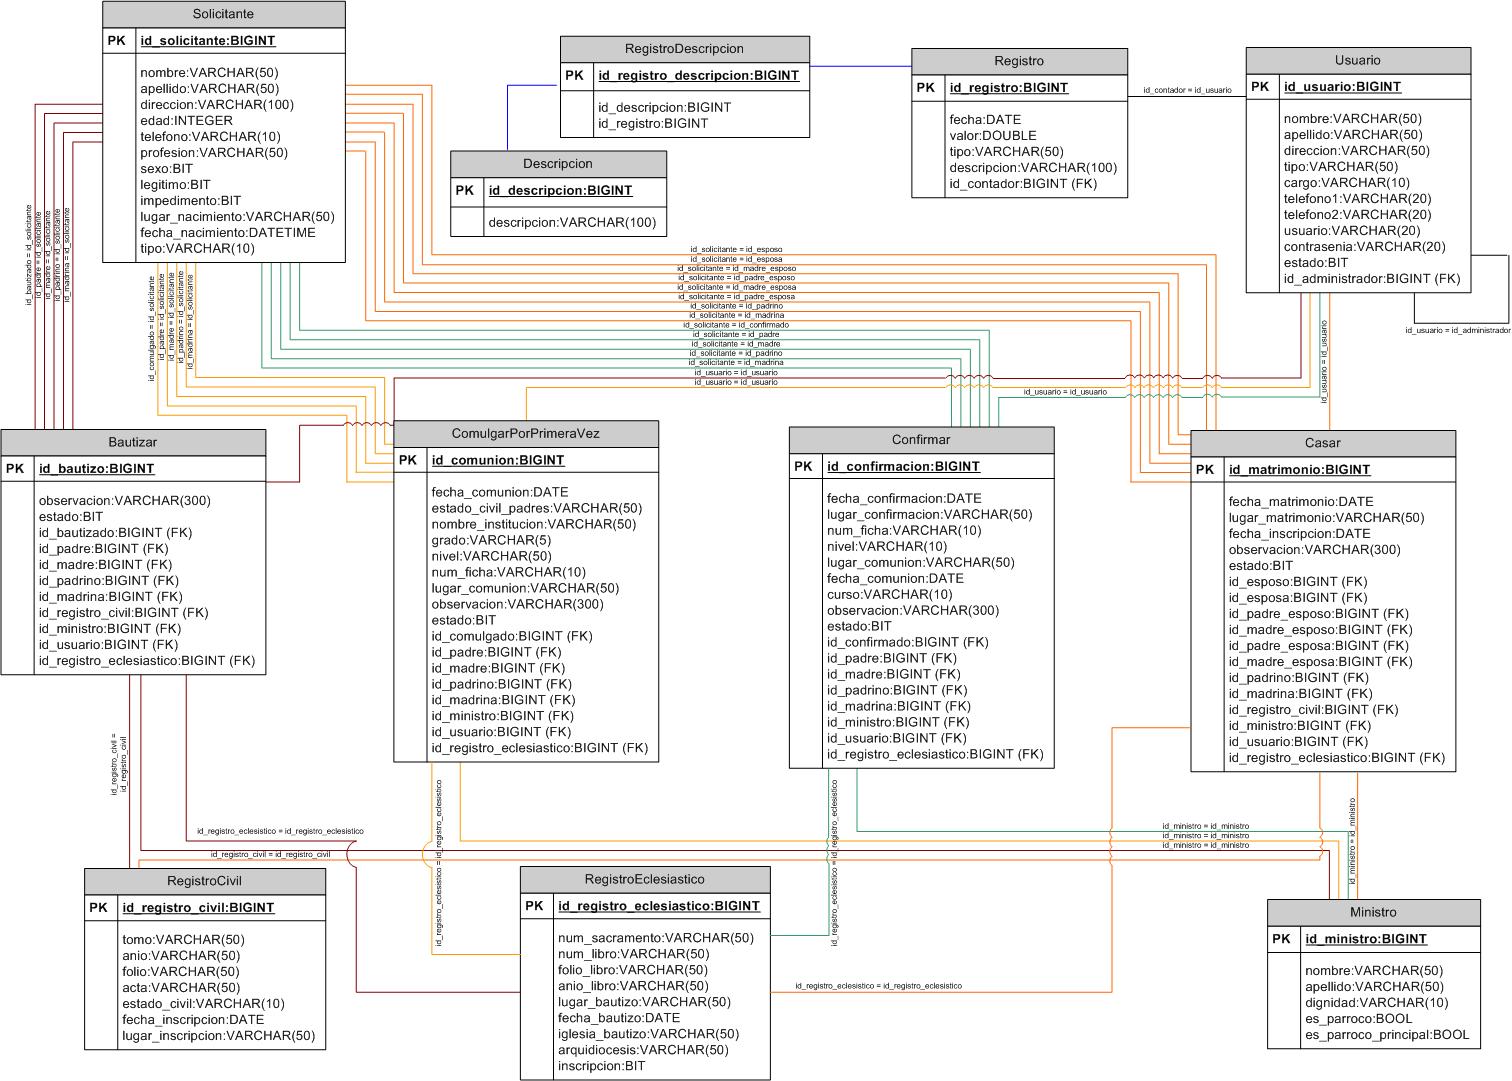 Solicitante
PK id_solicitante:BIGINT
nombre:VARCHAR(50)
apellido:VARCHAR(50)
direccion:VARCHAR(100)
edad:INTEGER
telefono:VARCHAR(10)
profesion:VARCHAR(50)
sexo:BIT
legitimo:BIT
impedimento:BIT
lugar_nacimiento:VARCHAR(50)
fecha_nacimiento:DATETIME
tipo:VARCHAR(10)
RegistroDescripcion
PK id_registro_descripcion:BIGINT
id_descripcion:BIGINT
id_registro:BIGINT
Descripcion
PK id_descripcion:BIGINT
descripcion:VARCHAR(100)
Registro
PK id_registro:BIGINT
fecha:DATE
valor:DOUBLE
tipo:VARCHAR(50)
descripcion:VARCHAR(100)
id_contador:BIGINT (FK)
id_contador = id_usuario
Usuario
PK id_usuario:BIGINT
nombre:VARCHAR(50)
apellido:VARCHAR(50)
direccion:VARCHAR(50)
tipo:VARCHAR(50)
cargo:VARCHAR(10)
telefono1:VARCHAR(20)
telefono2:VARCHAR(20)
usuario:VARCHAR(20)
contrasenia:VARCHAR(20)
estado:BIT
id_administrador:BIGINT (FK)
id_usuario = id_administrador
id_bautizado = id_solicitante
id_padre = id_solicitante
id_madre = id_solicitante
id_padrino = id_solicitante
id_madrina = id_solicitante
id_comulgado = id_solicitante
id_padre = id_solicitante
id_madre = id_solicitante
id_padrino = id_solicitante
id_madrina = id_solicitante
id_solicitante = id_esposo
id_solicitante = id_esposa
id_solicitante = id_madre_esposo
id_solicitante = id_padre_esposo
id_solicitante = id_madre_esposa
id_solicitante = id_padre_esposa
id_solicitante = id_padrino
id_solicitante = id_madrina
id_solicitante = id_confirmado
id_solicitante = id_padre
id_solicitante = id_madre
id_solicitante = id_padrino
id_solicitante = id_madrina
id_usuario = id_usuario
id_usuario = id_usuario
id_usuario = id_usuario
id_usuario = id_usuario
Bautizar
PK id_bautizo:BIGINT
observacion:VARCHAR(300)
estado:BIT
id_bautizado:BIGINT (FK)
id_padre:BIGINT (FK)
id_madre:BIGINT (FK)
id_padrino:BIGINT (FK)
id_madrina:BIGINT (FK)
id_registro_civil:BIGINT (FK)
id_ministro:BIGINT (FK)
id_usuario:BIGINT (FK)
id_registro_eclesiastico:BIGINT (FK)
ComulgarPorPrimeraVez
PK id_comunion:BIGINT
fecha_comunion:DATE
estado_civil_padres:VARCHAR(50)
nombre_institucion:VARCHAR(50)
grado:VARCHAR(5)
nivel:VARCHAR(50)
num_ficha:VARCHAR(10)
lugar_comunion:VARCHAR(50)
observacion:VARCHAR(300)
estado:BIT
id_comulgado:BIGINT (FK)
id_padre:BIGINT (FK)
id_madre:BIGINT (FK)
id_padrino:BIGINT (FK)
id_madrina:BIGINT (FK)
id_ministro:BIGINT (FK)
id_usuario:BIGINT (FK)
id_registro_eclesiastico:BIGINT (FK)
Confirmar
PK id_confirmacion:BIGINT
fecha_confirmacion:DATE
lugar_confirmacion:VARCHAR(50)
num_ficha:VARCHAR(10)
nivel:VARCHAR(10)
lugar_comunion:VARCHAR(50)
fecha_comunion:DATE
curso:VARCHAR(10)
observacion:VARCHAR(300)
estado:BIT
id_confirmado:BIGINT (FK)
id_padre:BIGINT (FK)
id_madre:BIGINT (FK)
id_padrino:BIGINT (FK)
id_madrina:BIGINT (FK)
id_ministro:BIGINT (FK)
id_usuario:BIGINT (FK)
id_registro_eclesiastico:BIGINT (FK)
Casar
PK id_matrimonio:BIGINT
fecha_matrimonio:DATE
lugar_matrimonio:VARCHAR(50)
fecha_inscripcion:DATE
observacion:VARCHAR(300)
estado:BIT
id_esposo:BIGINT (FK)
id_esposa:BIGINT (FK)
id_padre_esposo:BIGINT (FK)
id_madre_esposo:BIGINT (FK)
id_padre_esposa:BIGINT (FK)
id_madre_esposa:BIGINT (FK)
id_padrino:BIGINT (FK)
id_madrina:BIGINT (FK)
id_registro_civil:BIGINT (FK)
id_ministro:BIGINT (FK)
id_usuario:BIGINT (FK)
id_registro_eclesiastico:BIGINT (FK)
id_registro_civil =
id_registro_civil
id_registro_eclesistico = id_registro_eclesistico
id_registro_civil = id_registro_civil
id_registro_eclesistico = id_registro_eclesistico
id_registro_eclesistico = id_registro_eclesistico
id_registro_eclesistico = id_registro_eclesistico
id_ministro = id_ministro
id_ministro = id_ministro
id_ministro = id_ministro
id_ministro = id_ministro
RegistroCivil
PK id_registro_civil:BIGINT
tomo:VARCHAR(50)
anio:VARCHAR(50)
folio:VARCHAR(50)
acta:VARCHAR(50)
estado_civil:VARCHAR(10)
fecha_inscripcion:DATE
lugar_inscripcion:VARCHAR(50)
RegistroEclesiastico
PK id_registro_eclesiastico:BIGINT
num_sacramento:VARCHAR(50)
num_libro:VARCHAR(50)
folio_libro:VARCHAR(50)
anio_libro:VARCHAR(50)
lugar_bautizo:VARCHAR(50)
fecha_bautizo:DATE
iglesia_bautizo:VARCHAR(50)
arquidiocesis:VARCHAR(50)
inscripcion:BIT
Ministro
PK id_ministro:BIGINT
nombre:VARCHAR(50)
apellido:VARCHAR(50)
dignidad:VARCHAR(10)
es_parroco:BOOL
es_parroco_principal:BOOL